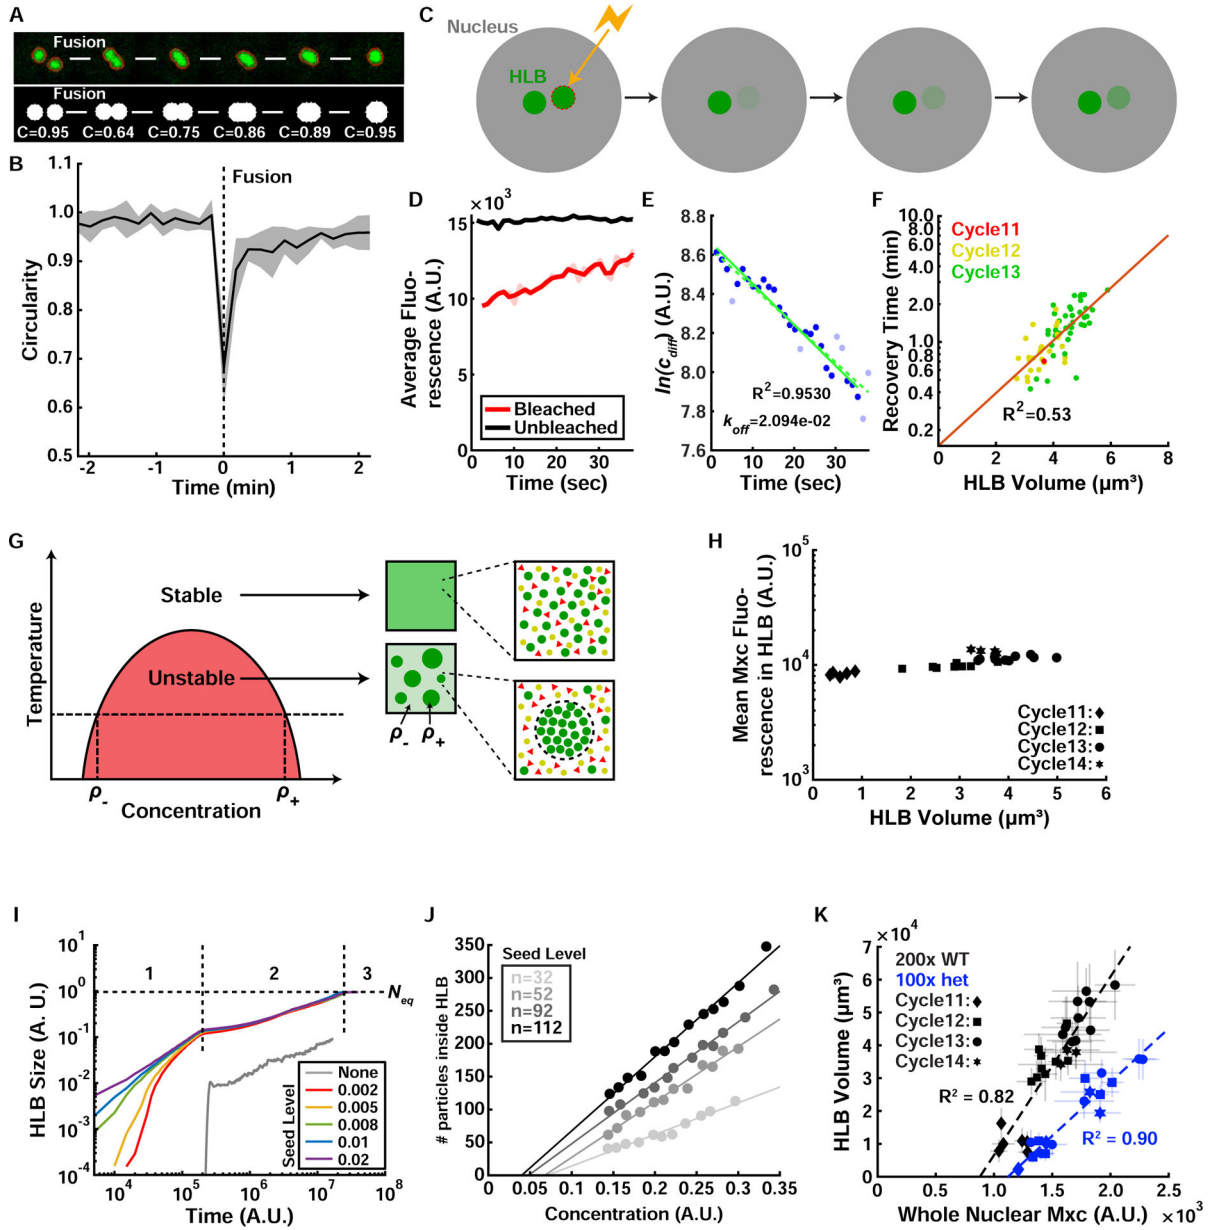 A
Fusion
Fusion
C=0.95 C=0.64 C=0.75 C=0.86 C=0.89 C=0.95
B
1.1
1.0
0.9
0.8
0.7
0.6
0.5
Circularity
Fusion
-2 -1 0 1 2
Time (min)
C
Nucleus
HLB
D
×10³
15
10
5
0
Average Fluo-
rescence (A.U.)
Bleached
Unbleached
0 10 20 30
Time (sec)
E
8.8
8.6
8.4
8.2
8.0
7.8
7.6
ln(c_diff) (A.U.)
R²=0.9530
k_off=2.094e-02
0 10 20 30
Time (sec)
F
10.0
8.0
6.0
4.0
2.0
1.0
0.8
0.6
0.4
0.2
Recovery Time (min)
Cycle11
Cycle12
Cycle13
R²=0.53
0 2 4 6 8
HLB Volume (µm³)
G
Temperature
Stable
Unstable
ρ- ρ+
ρ- ρ+
Concentration
H
10⁵
10⁴
10³
Mean Mxc Fluo-
rescence in HLB (A.U.)
Cycle11:
Cycle12:
Cycle13:
Cycle14:
0 1 2 3 4 5 6
HLB Volume (µm³)
I
10¹
10⁰
10⁻¹
10⁻²
10⁻³
10⁻⁴
HLB Size (A. U.)
1 2 3
N_eq
Seed Level
None
0.002
0.005
0.008
0.01
0.02
10⁴ 10⁵ 10⁶ 10⁷ 10⁸
Time (A.U.)
J
350
300
250
200
150
100
50
0
# particles inside HLB
Seed Level
n=32
n=52
n=92
n=112
0 0.05 0.10 0.15 0.20 0.25 0.30 0.35
Concentration (A.U.)
K
×10⁴
7
6
5
4
3
2
1
0
HLB Volume (µm³)
200x WT
100x het
Cycle11:
Cycle12:
Cycle13:
Cycle14:
R² = 0.82
R² = 0.90
0 0.5 1.0 1.5 2.0 2.5
Whole Nuclear Mxc (A.U.) ×10³